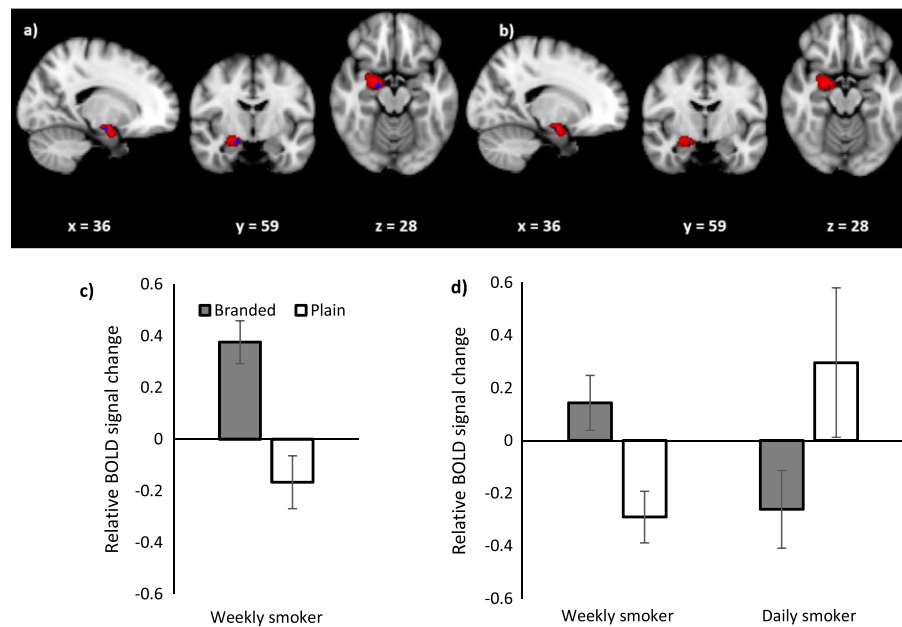 a)
b)
x = 36
y = 59
z = 28
x = 36
y = 59
z = 28
c)
Relative BOLD signal change
0.6
0.4
0.2
0
-0.2
-0.4
-0.6
Branded
Plain
Weekly smoker
d)
Relative BOLD signal change
0.6
0.4
0.2
0
-0.2
-0.4
-0.6
Weekly smoker
Daily smoker